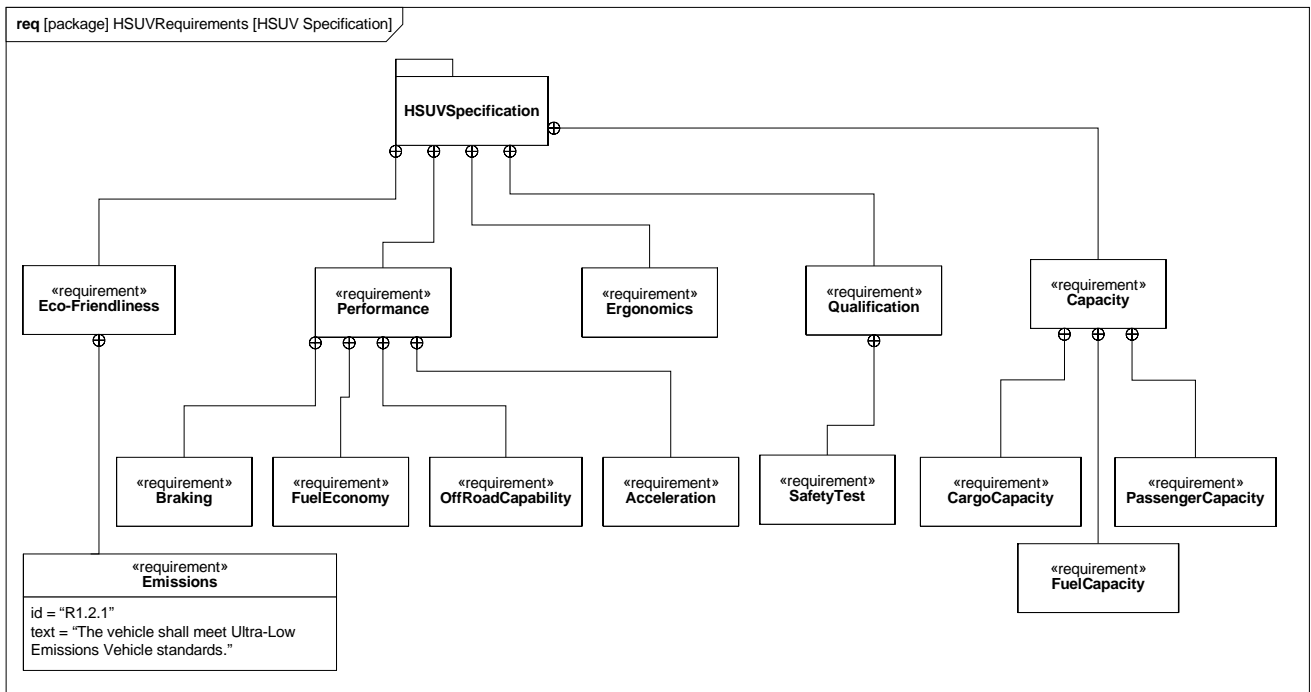 req [package] HSUVRequirements [HSUV Specification]
HSUVSpecification
«requirement»
Eco-Friendliness
«requirement»
Performance
«requirement»
Ergonomics
«requirement»
Qualification
«requirement»
Capacity
«requirement»
Braking
«requirement»
FuelEconomy
«requirement»
OffRoadCapability
«requirement»
Acceleration
«requirement»
SafetyTest
«requirement»
CargoCapacity
«requirement»
PassengerCapacity
«requirement»
Emissions
id = “R1.2.1”
text = “The vehicle shall meet Ultra-Low
Emissions Vehicle standards.”
«requirement»
FuelCapacity